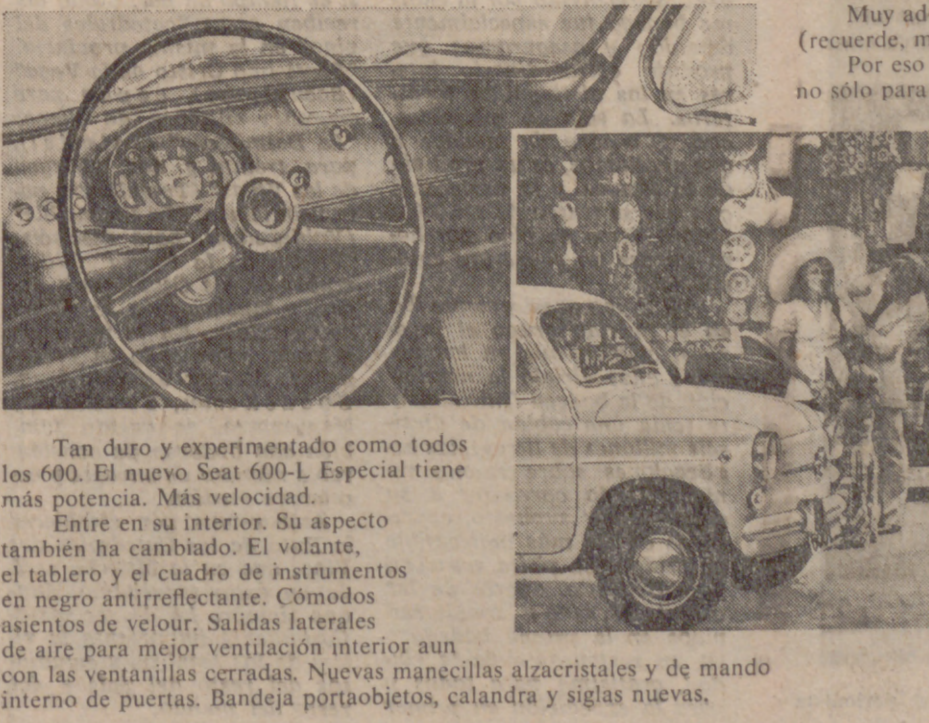 Muy
(recuerde,
Por eso
no sólo para
Tan duro y experimentado como todos
los 600. El nuevo Seat 600-L Especial tiene
más potencia. Más velocidad.
Entre en su interior. Su aspecto
también ha cambiado. El volante,
el tablero y el cuadro de instrumentos
en negro antirreflectante. Cómodos
asientos de velour. Salidas laterales
de aire para mejor ventilación interior aun
con las ventanillas cerradas. Nuevas manecillas alzacristales y de mando
interno de puertas. Bandeja portaobjetos, calandra y siglas nuevas.